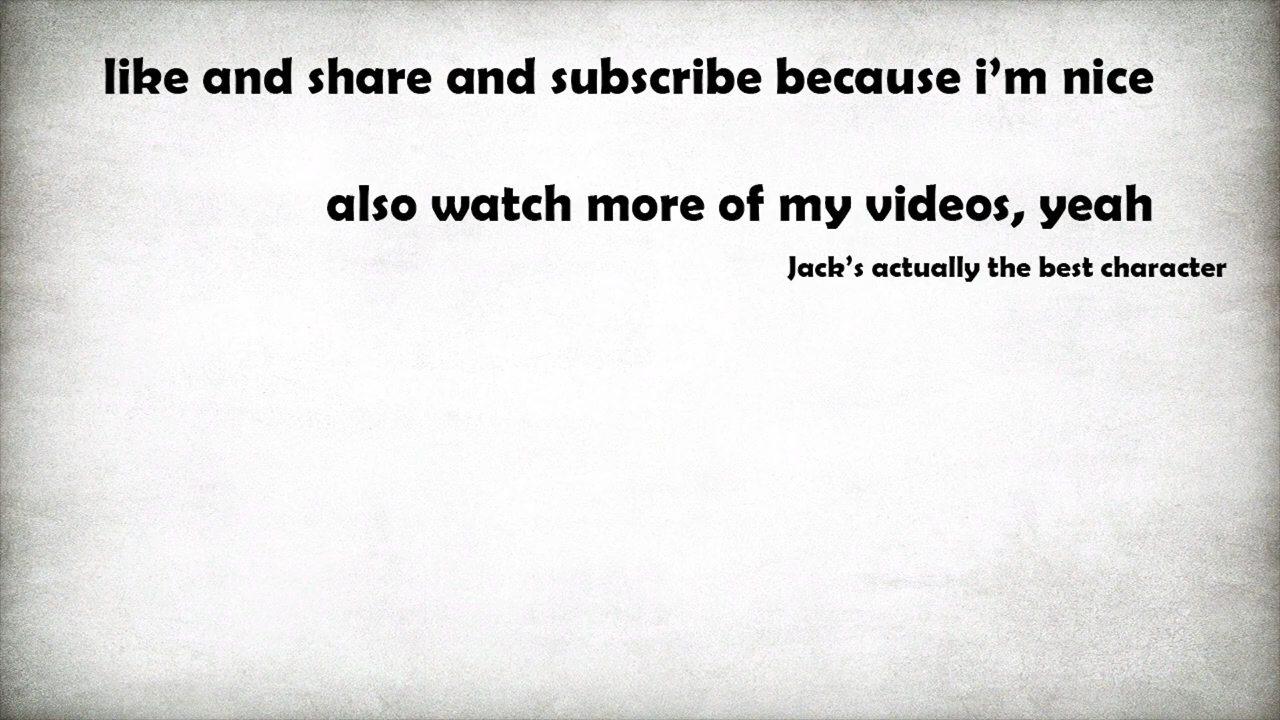 like and share and subscribe because i’m nice
also watch more of my videos, yeah
Jack’s actually the best character